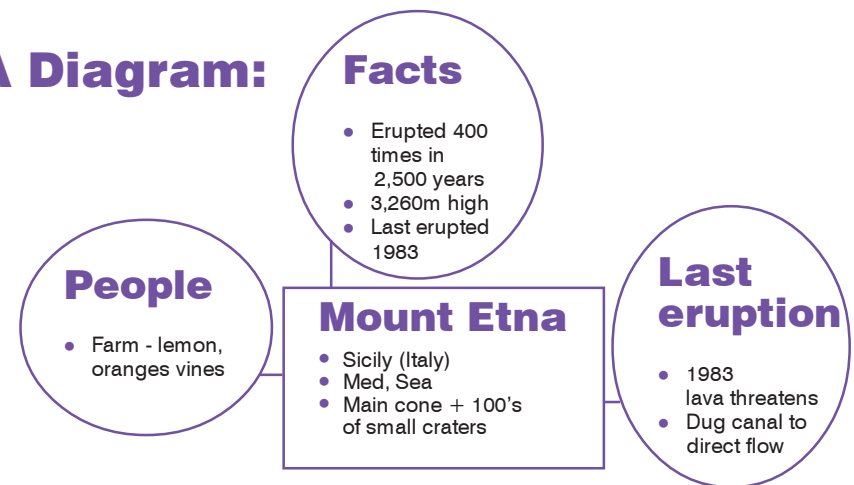 A Diagram:
Facts
• Erupted 400
times in
2,500 years
• 3,260m high
• Last erupted
1983
People
• Farm - lemon,
oranges vines
Mount Etna
• Sicily (Italy)
• Med, Sea
• Main cone + 100's
of small craters
Last
eruption
• 1983
lava threatens
• Dug canal to
direct flow